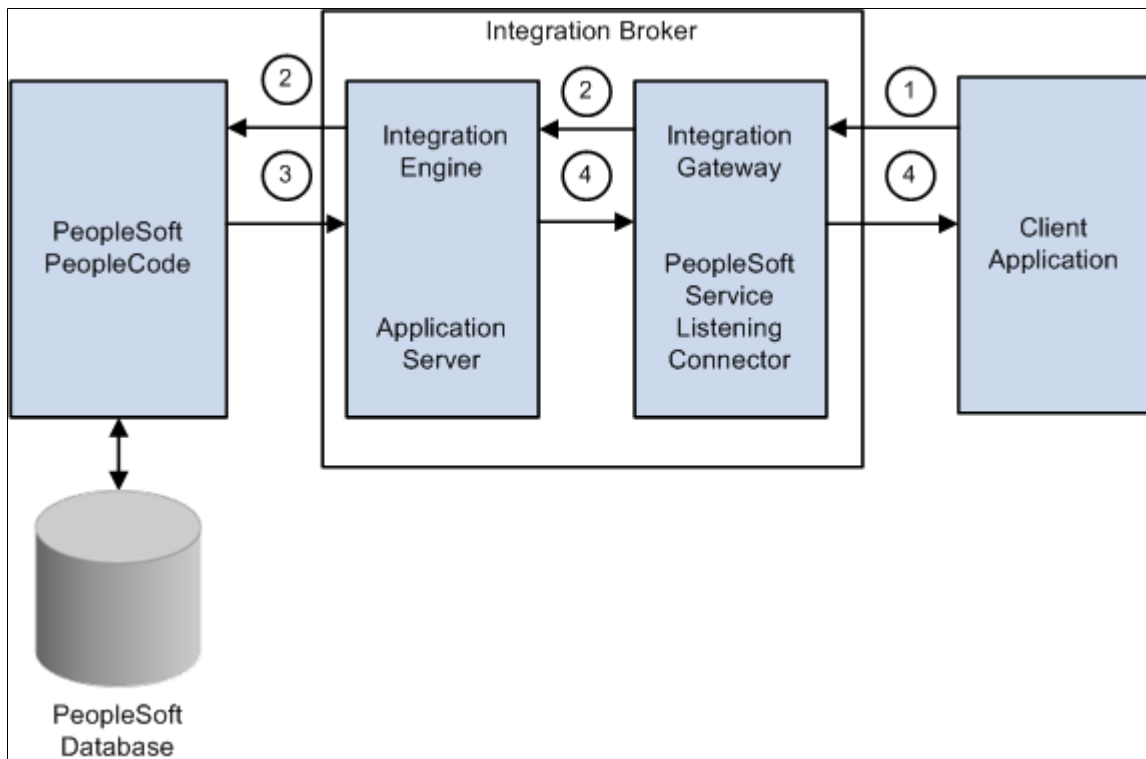 Integration Broker
2
2
1
Integration
Engine
Integration
Gateway
3
4
4
PeopleSoft
PeopleCode
Client
Application
Application
Server
PeopleSoft
Service
Listening
Connector
PeopleSoft
Database